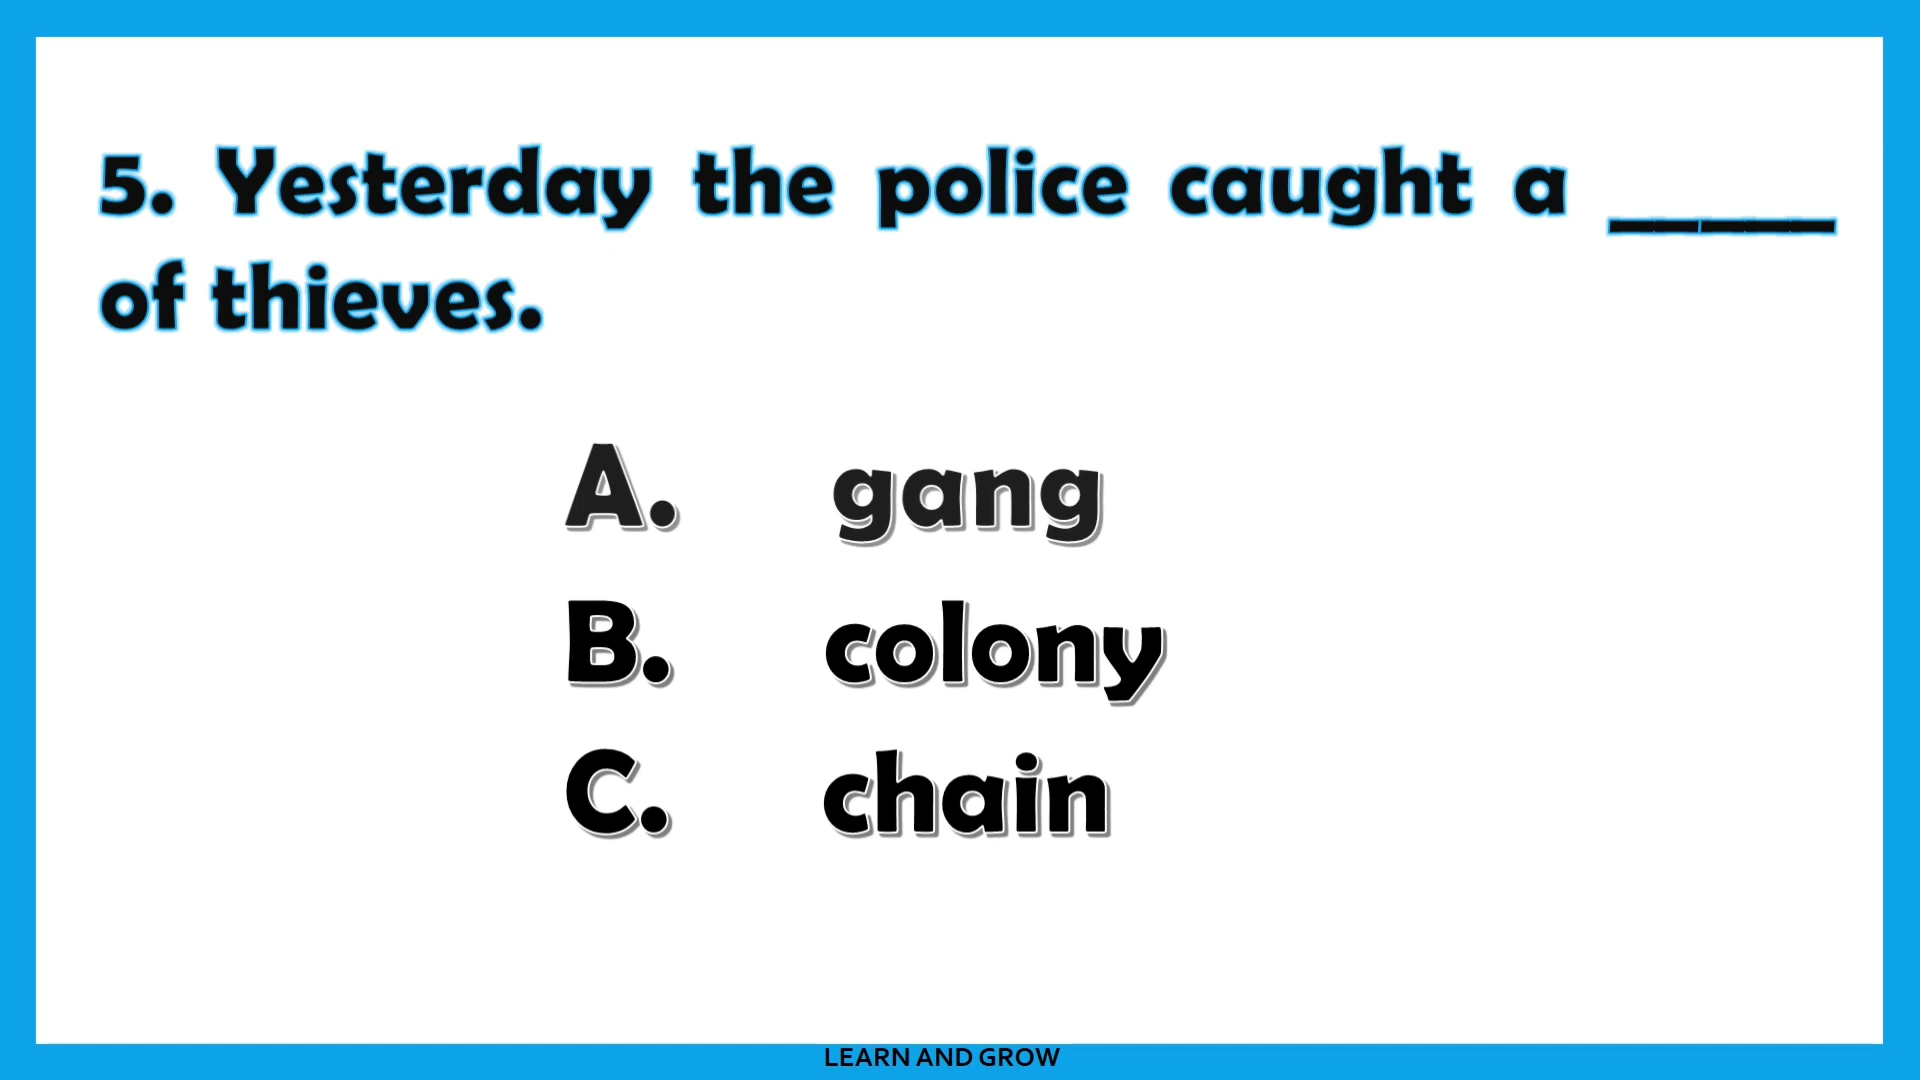 5. Yesterday the police caught a _____
of thieves.
A. gang
B. colony
C. chain
LEARN AND GROW